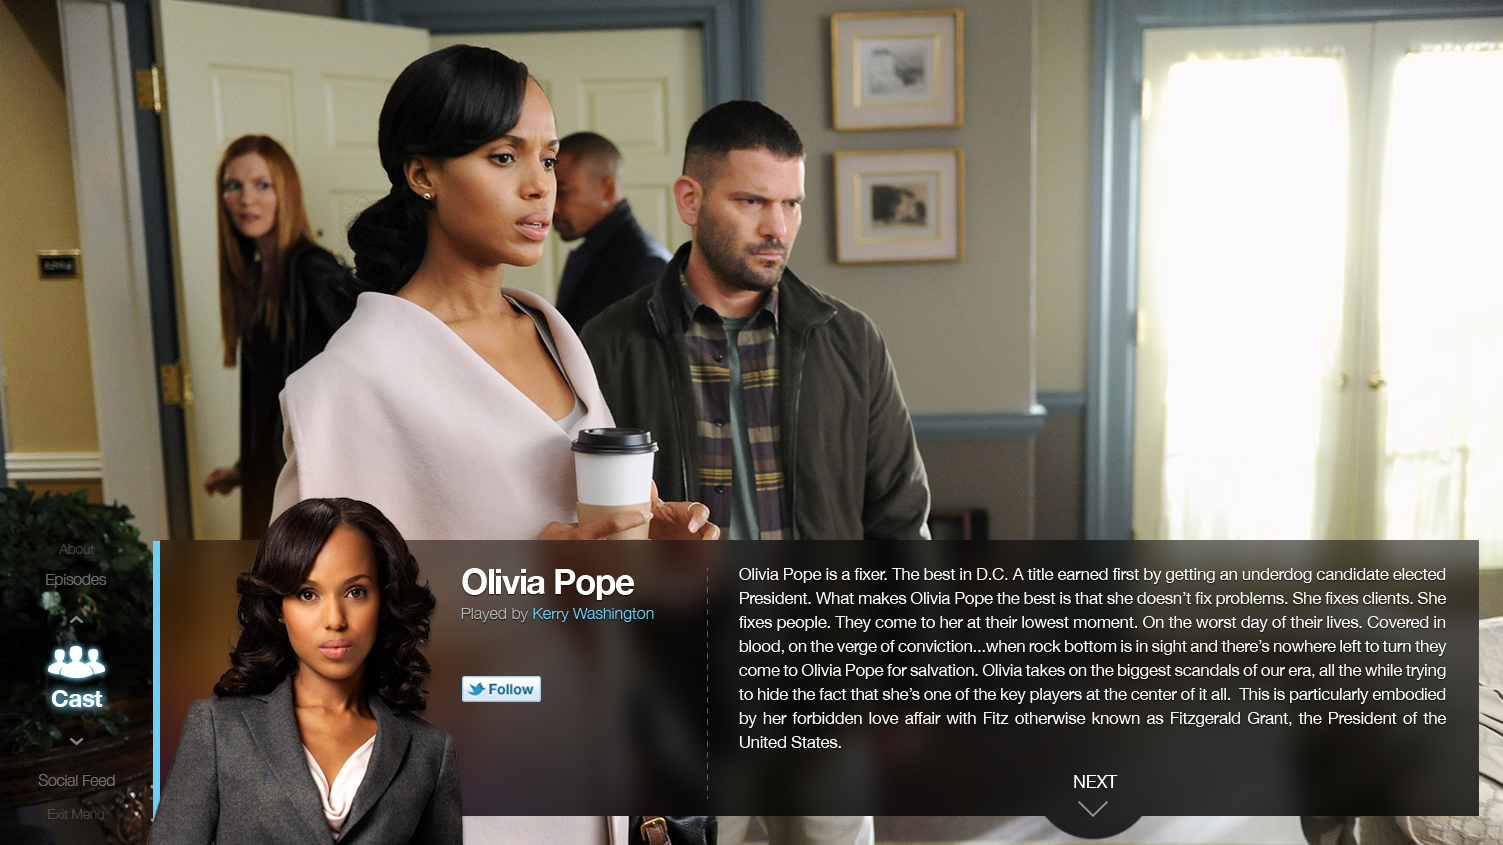 About
Episodes
Cast
Social Feed
Exit Menu
Olivia Pope
Played by Kerry Washington
Follow
Olivia Pope is a fixer. The best in D.C. A title earned first by getting an underdog candidate elected
President. What makes Olivia Pope the best is that she doesn't fix problems. She fixes clients. She
fixes people. They come to her at their lowest moment. On the worst day of their lives. Covered in
blood, on the verge of conviction...when rock bottom is in sight and there's nowhere left to turn they
come to Olivia Pope for salvation. Olivia takes on the biggest scandals of our era, all the while trying
to hide the fact that she's one of the key players at the center of it all.  This is particularly embodied
by her forbidden love affair with Fitz otherwise known as Fitzgerald Grant, the President of the
United States.
NEXT